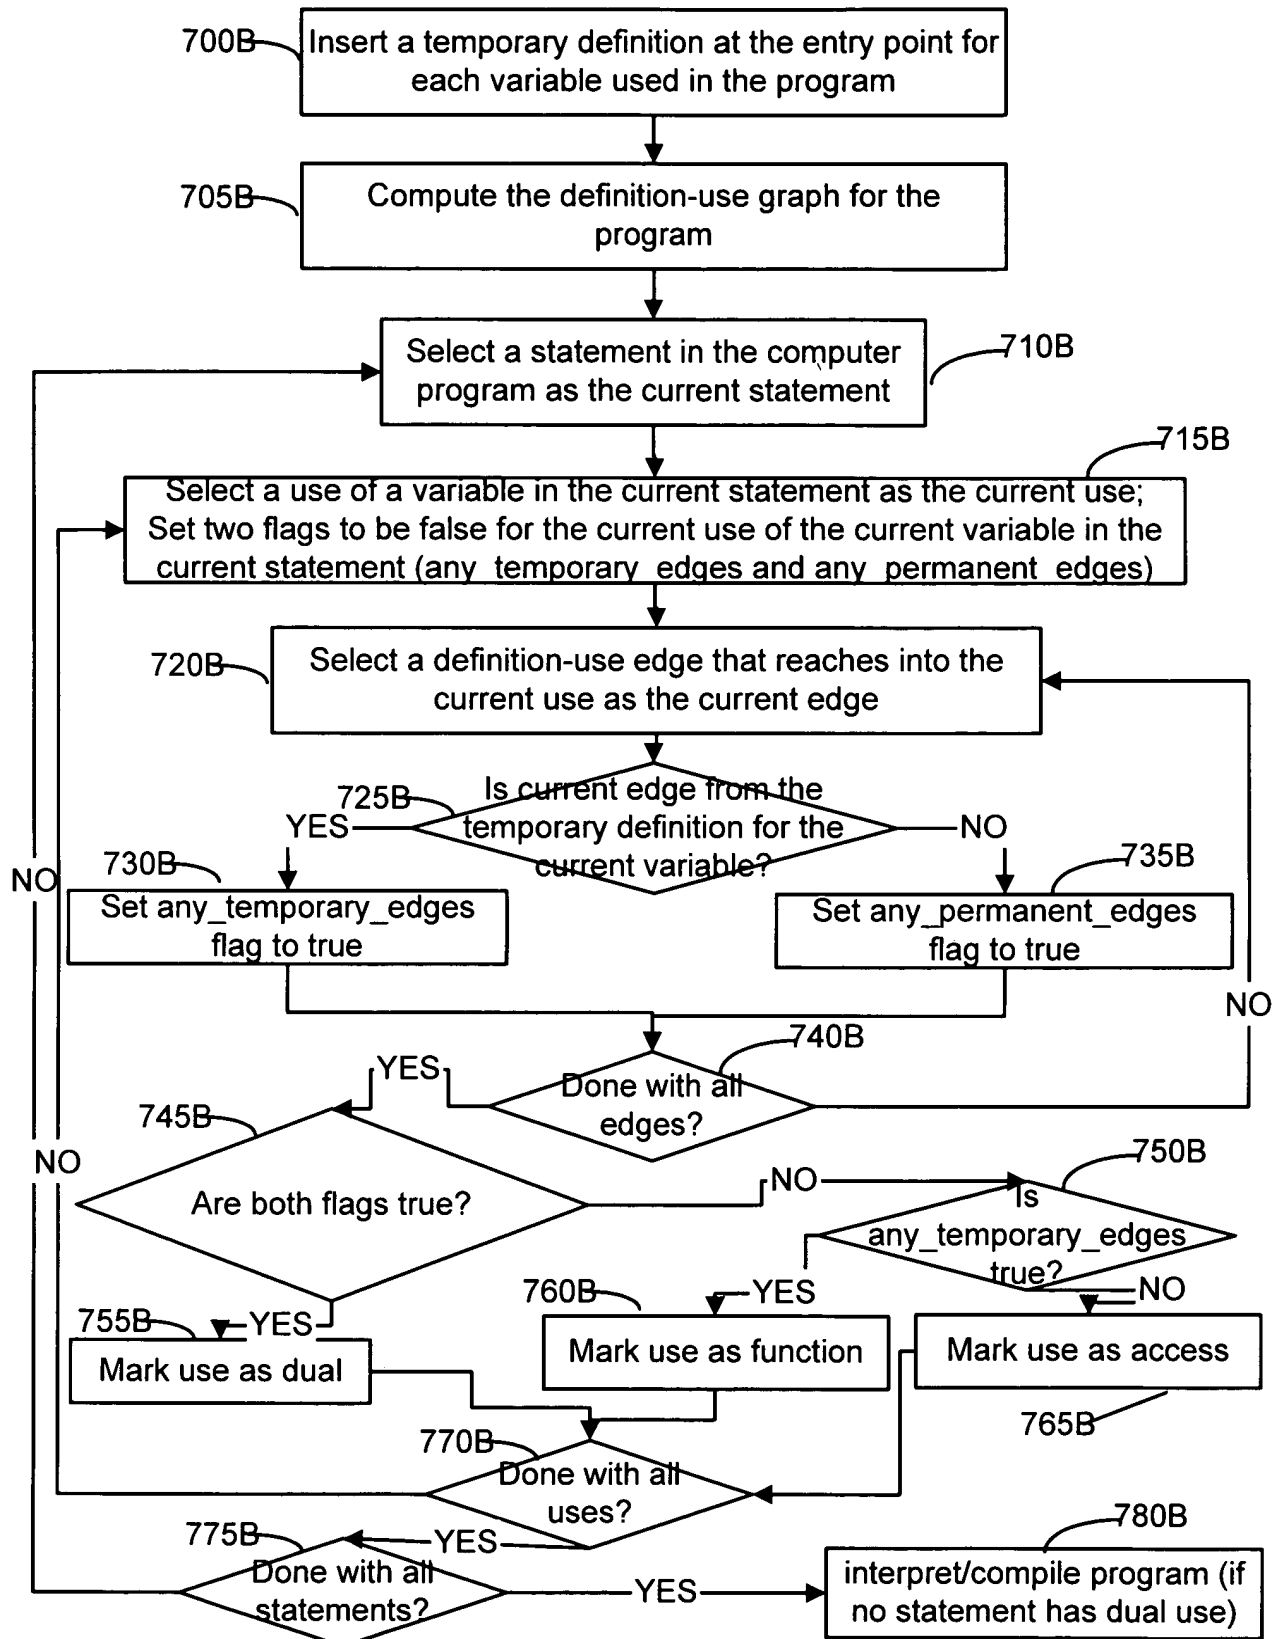 700B
Insert a temporary definition at the entry point for
each variable used in the program
705B
Compute the definition-use graph for the
program
710B
Select a statement in the computer
program as the current statement
715B
Select a use of a variable in the current statement as the current use;
Set two flags to be false for the current use of the current variable in the
current statement (any_temporary_edges and any_permanent_edges)
720B
Select a definition-use edge that reaches into the
current use as the current edge
725B
Is current edge from the
temporary definition for the
current variable?
YES
NO
730B
735B
NO
Set any_temporary_edges
flag to true
Set any_permanent_edges
flag to true
NO
740B
YES
Done with all
edges?
745B
750B
NO
NO
Are both flags true?
Is
any_temporary_edges
true?
760B
YES
NO
755B
YES
Mark use as dual
Mark use as function
Mark use as access
765B
770B
Done with all
uses?
775B
YES
780B
Done with all
statements?
YES
interpret/compile program (if
no statement has dual use)